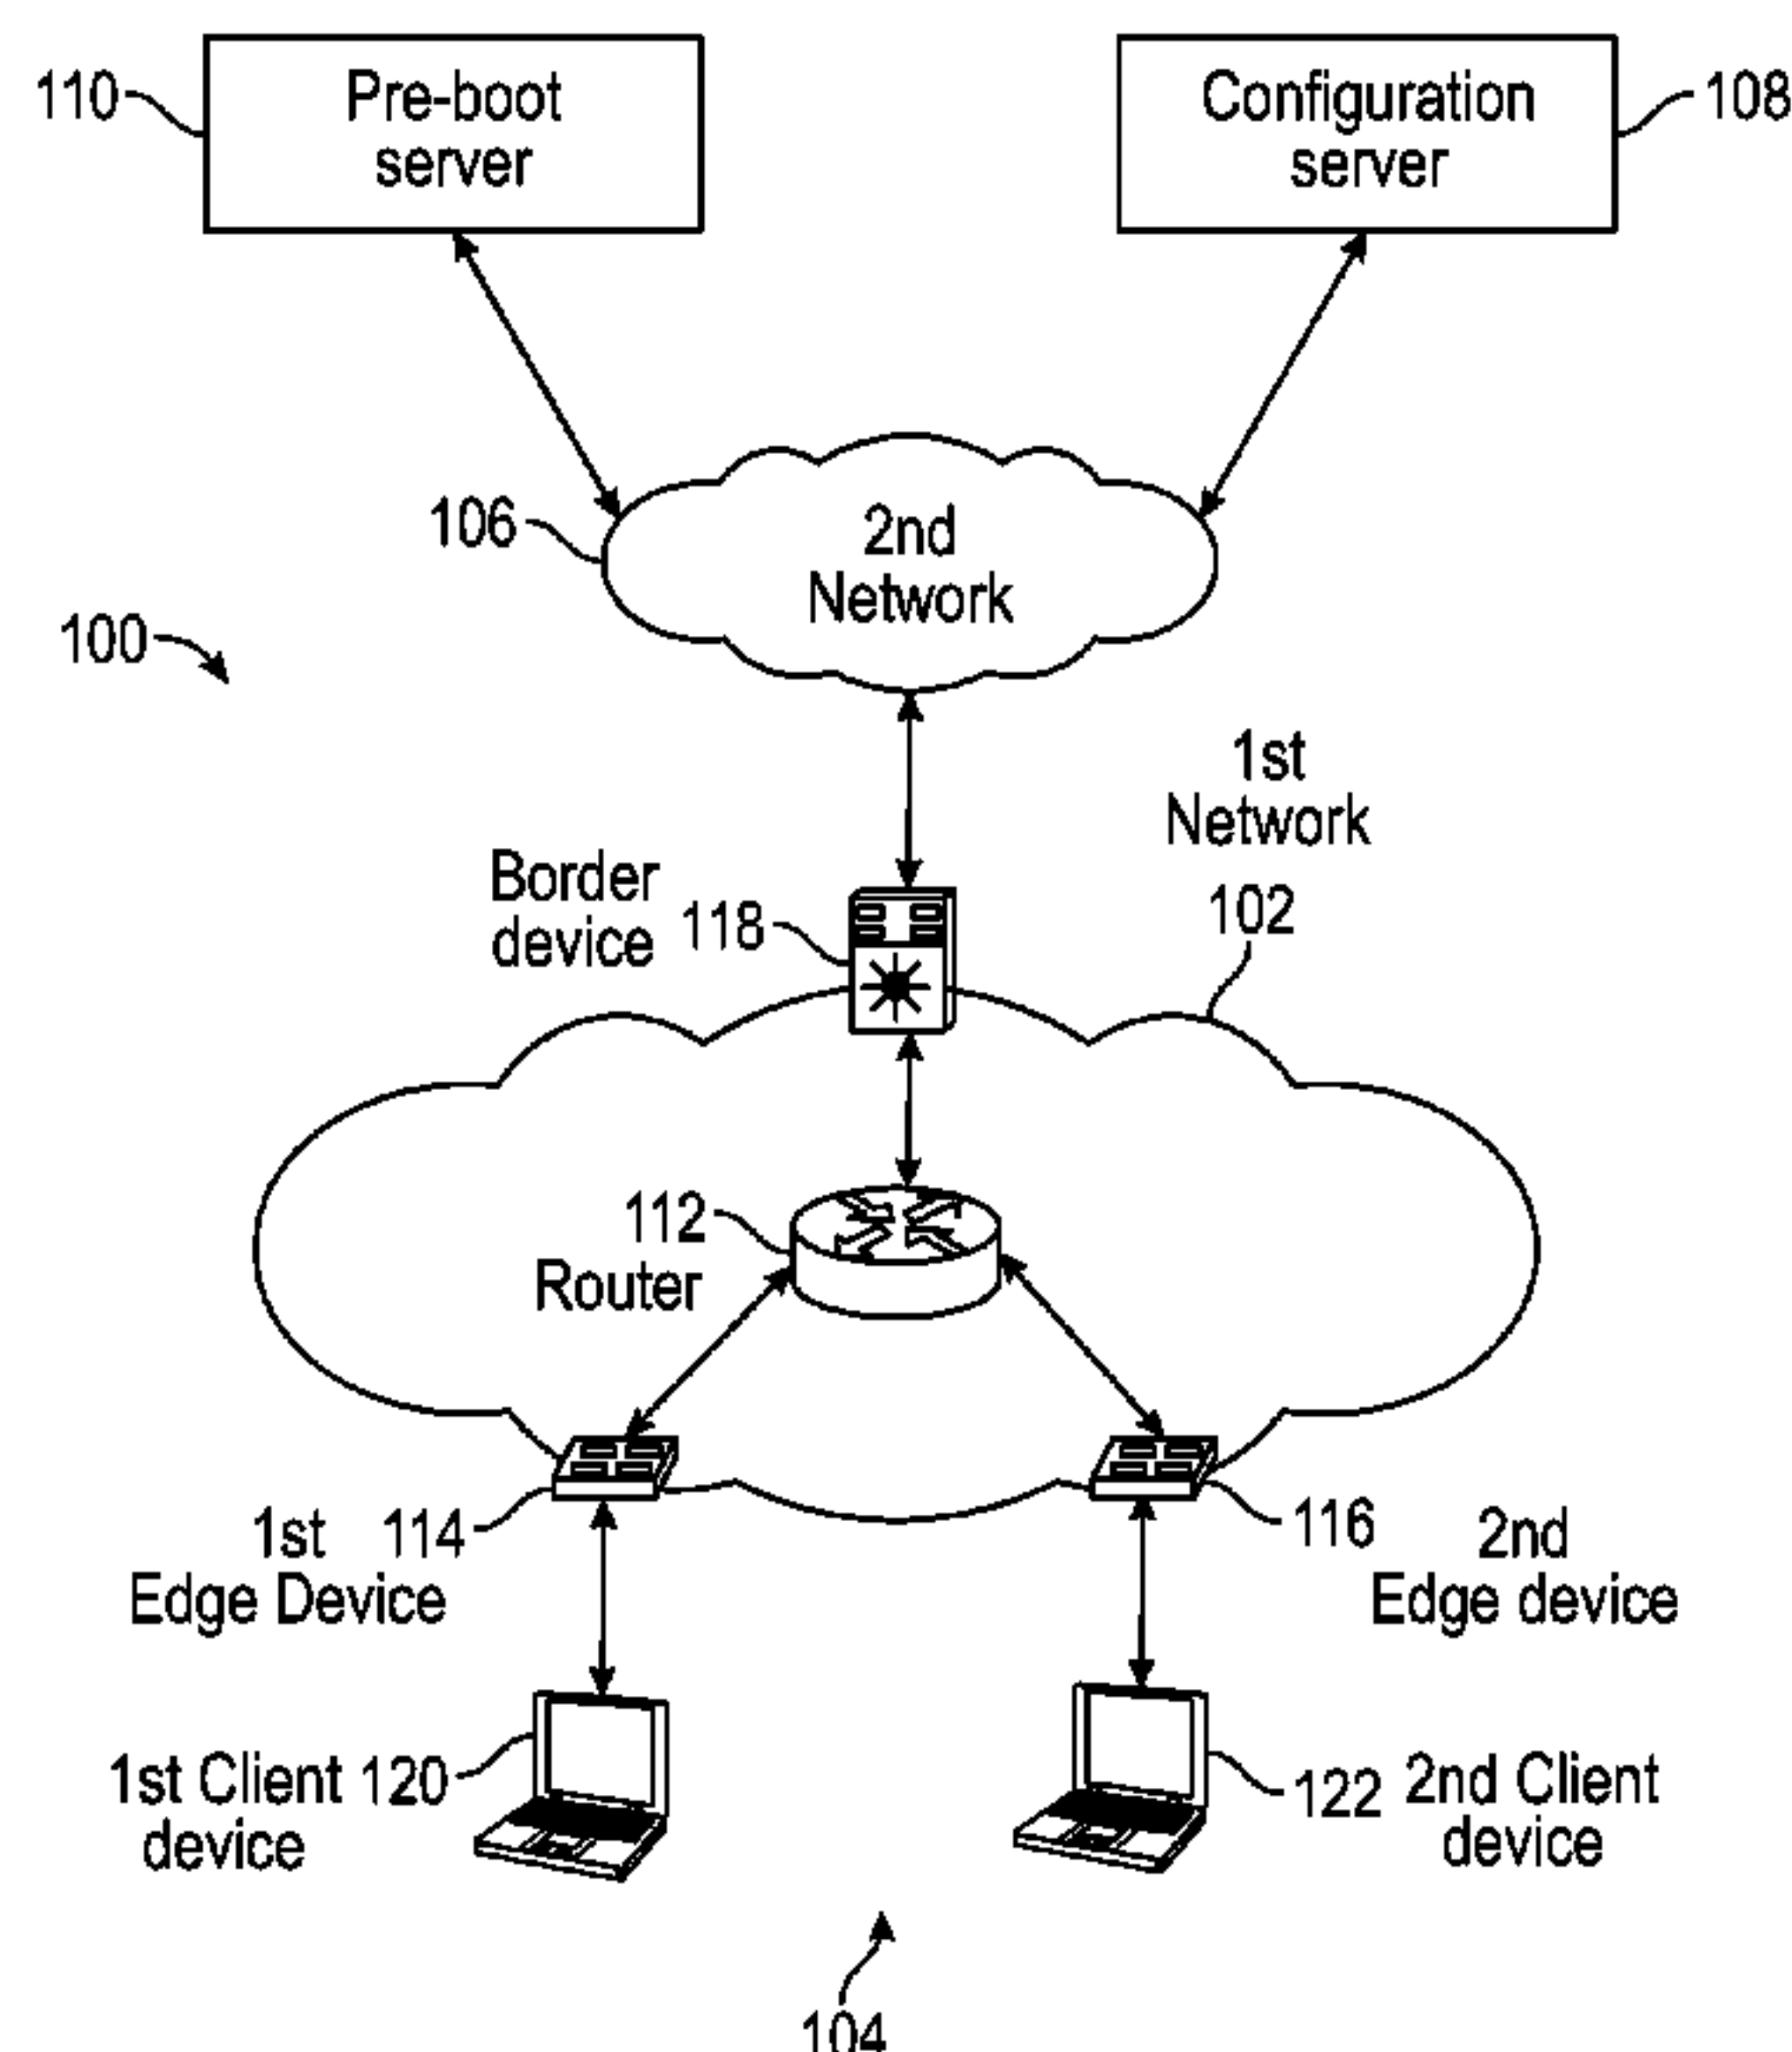 110
Pre-boot
server
Configuration
server
108
106
2nd
Network
100
1st
Network
102
Border
device
118
112
Router
1st
Edge Device
114
116
2nd
Edge device
1st Client
device
120
122
2nd Client
device
104